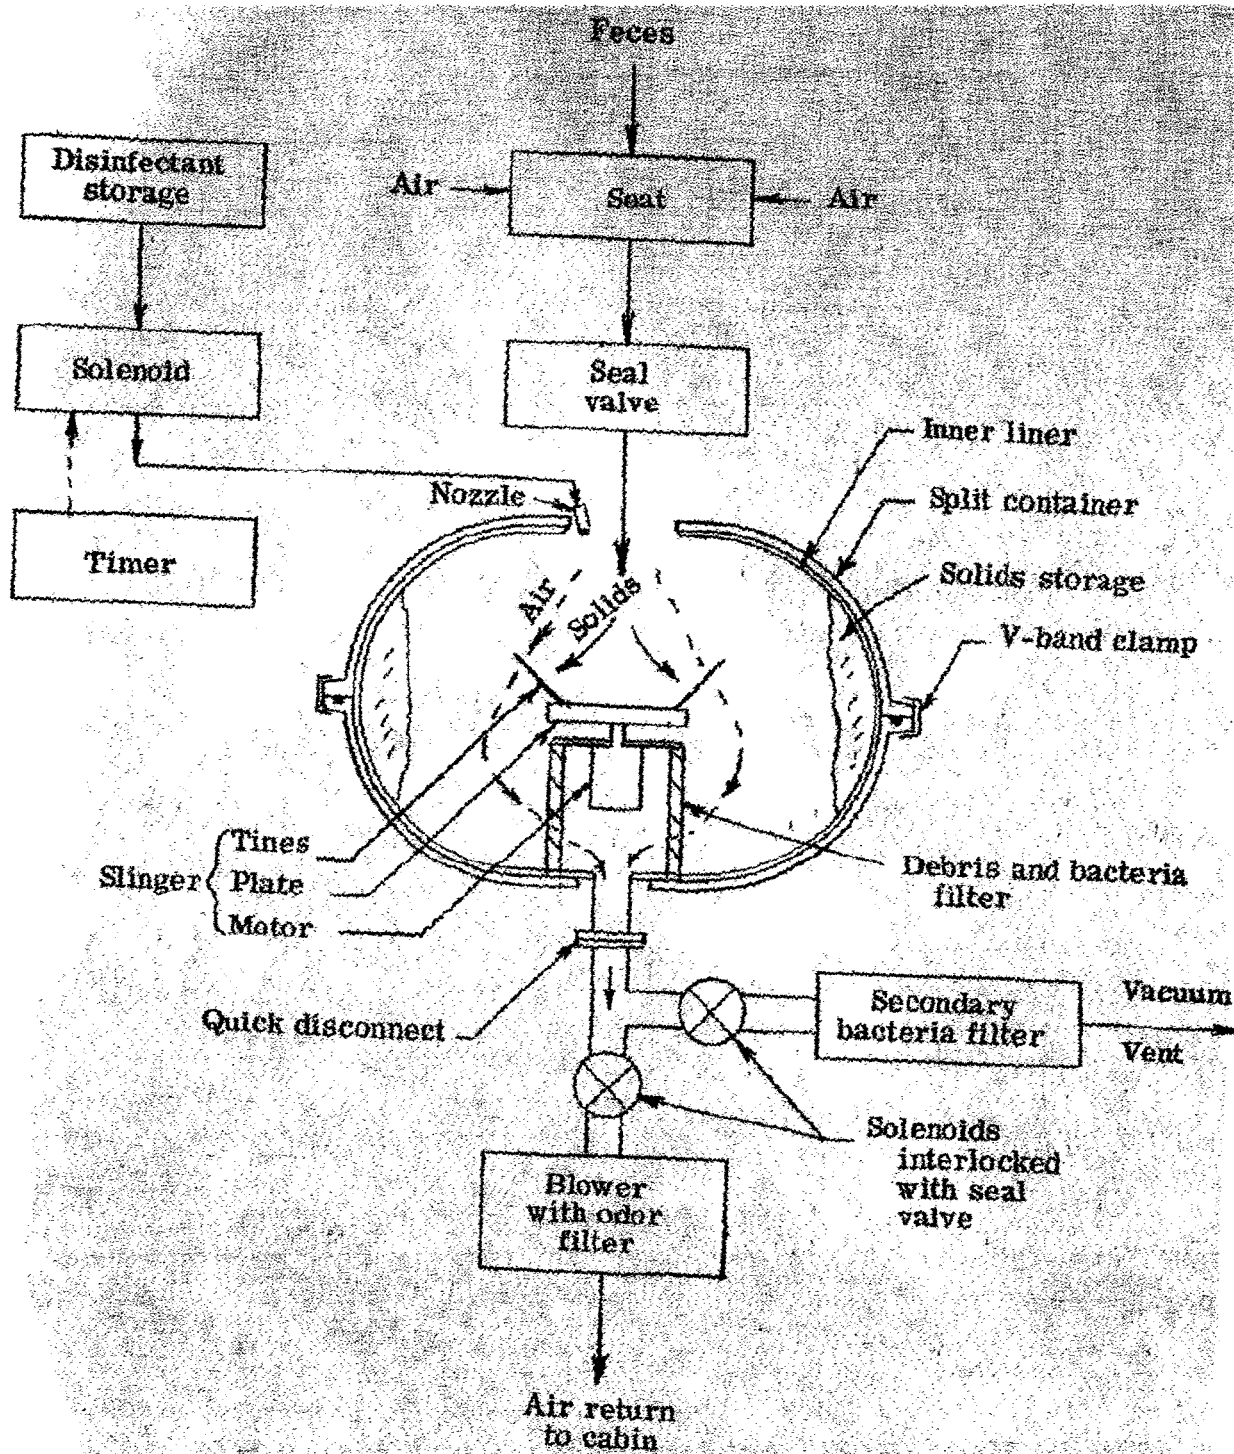 Feces
Disinfectant
storage
Air
Seat
Air
Solenoid
Seal
valve
Inner liner
Nozzle
Split container
Timer
Solids storage
Air
Solids
V-band clamp
Slinger
Tines
Plate
Motor
Debris and bacteria
filter
Quick disconnect
Secondary
bacteria filter
Vacuum
Vent
Solenoids
interlocked
with seal
valve
Blower
with odor
filter
Air return
to cabin